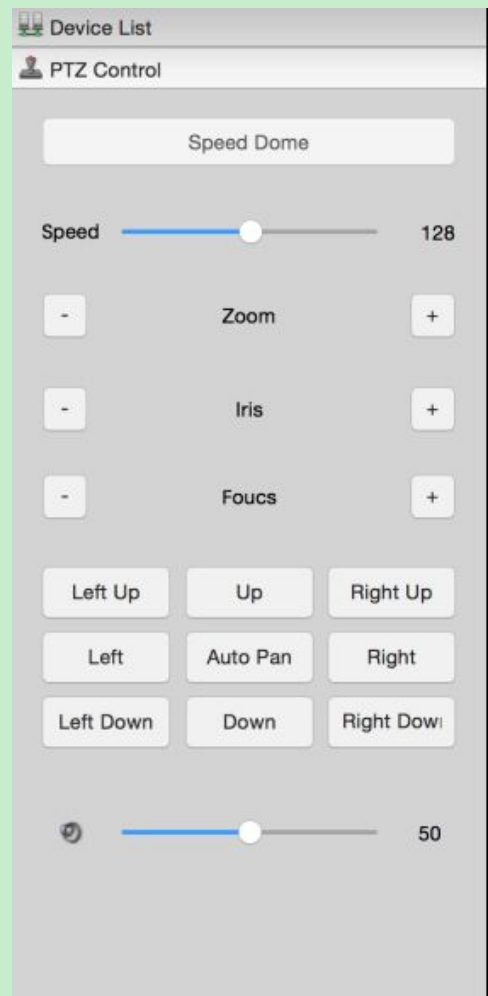 Device List
PTZ Control
Speed Dome
Speed 128
- Zoom +
- Iris +
- Foucs +
Left Up Up Right Up
Left Auto Pan Right
Left Down Down Right Dow
50